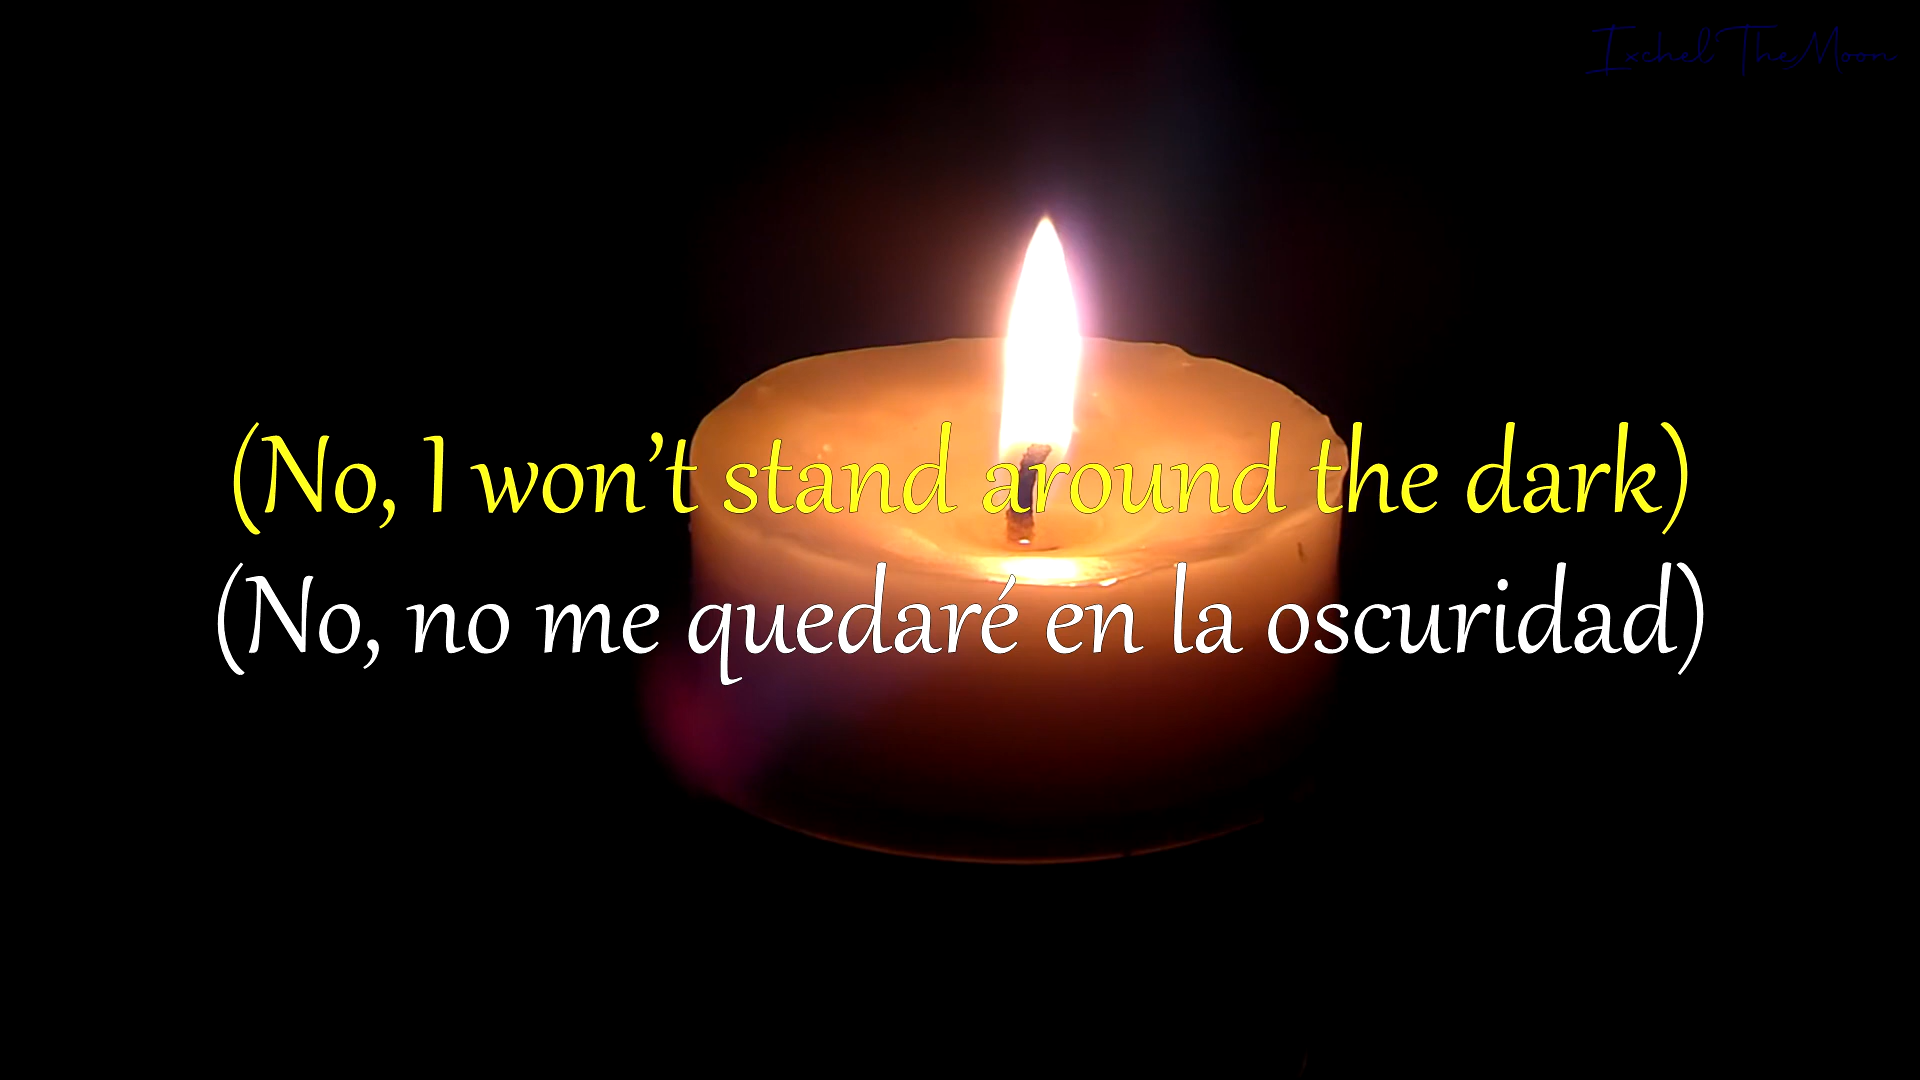 Ixchel TheMoon
(No, I won’t stand around the dark)
(No, no me quedaré en la oscuridad)